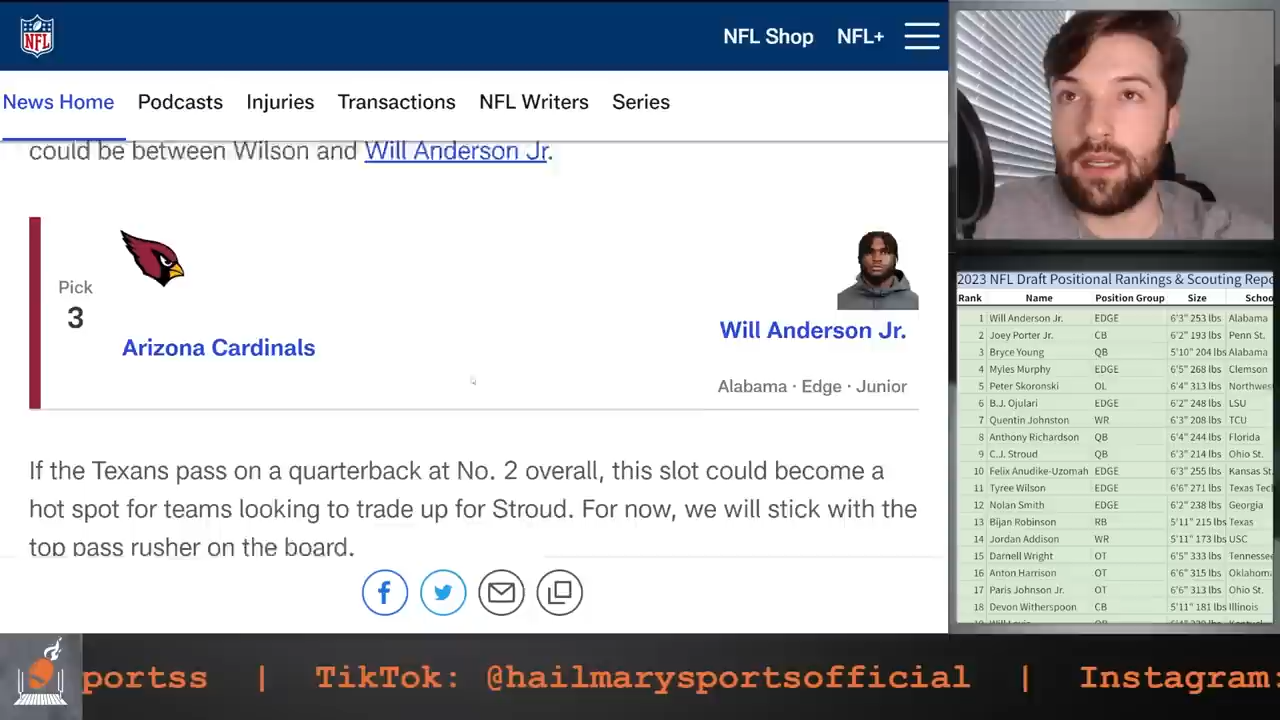 NFL
NFL Shop NFL+
News Home Podcasts Injuries Transactions NFL Writers Series
could be between Wilson and Will Anderson Jr.
Pick
3
Arizona Cardinals
Will Anderson Jr.
Alabama · Edge · Junior
If the Texans pass on a quarterback at No. 2 overall, this slot could become a
hot spot for teams looking to trade up for Stroud. For now, we will stick with the
top pass rusher on the board.
2023 NFL Draft Positional Rankings & Scouting Repo
Rank Name Position Group Size Schoo
1 Will Anderson Jr. EDGE 6'3" 253 lbs Alabama
2 Joey Porter Jr. CB 6'2" 193 lbs Penn St.
3 Bryce Young QB 5'10" 204 lbs Alabama
4 Myles Murphy EDGE 6'5" 268 lbs Clemson
5 Peter Skoronski OL 6'4" 313 lbs Northwes
6 B.J. Ojulari EDGE 6'2" 248 lbs LSU
7 Quentin Johnston WR 6'3" 208 lbs TCU
8 Anthony Richardson QB 6'4" 244 lbs Florida
9 C.J. Stroud QB 6'3" 214 lbs Ohio St.
10 Felix Anudike-Uzomah EDGE 6'3" 255 lbs Kansas St
11 Tyree Wilson EDGE 6'6" 271 lbs Texas Tech
12 Nolan Smith EDGE 6'2" 238 lbs Georgia
13 Bijan Robinson RB 5'11" 215 lbs Texas
14 Jordan Addison WR 5'11" 173 lbs USC
15 Darnell Wright OT 6'5" 333 lbs Tennessee
16 Anton Harrison OT 6'6" 315 lbs Oklahom
17 Paris Johnson Jr. OT 6'6" 313 lbs Ohio St.
18 Devon Witherspoon CB 5'11" 181 lbs Illinois
portss | TikTok: @hailmarysportsofficial | Instagram: